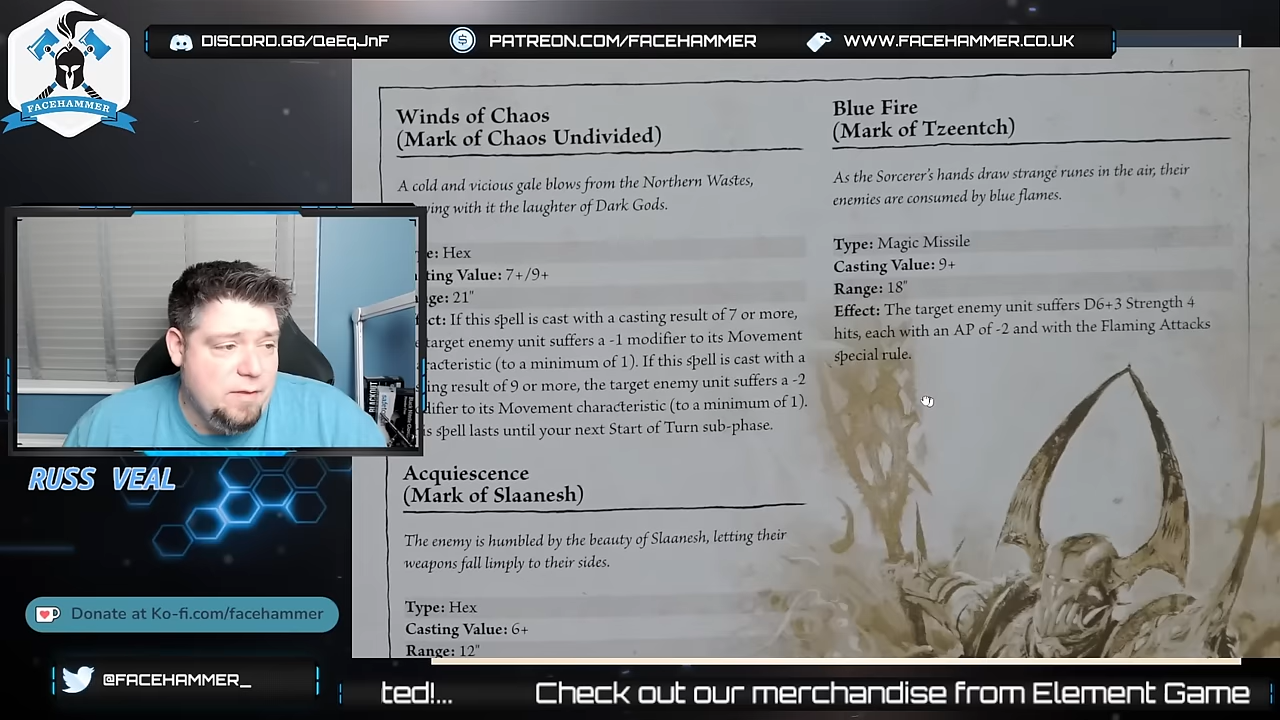 DISCORD.GG/QeEqJnF
PATREON.COM/FACEHAMMER
WWW.FACEHAMMER.CO.UK
FACEHAMMER
Winds of Chaos
(Mark of Chaos Undivided)
A cold and vicious gale blows from the Northern Wastes,
with it the laughter of Dark Gods.
Hex
Value: 7+/9+
21"
If this spell is cast with a casting result of 7 or more,
target enemy unit suffers a -1 modifier to its Movement
(to a minimum of 1). If this spell is cast with a
result of 9 or more, the target enemy unit suffers a -2
to its Movement characteristic (to a minimum of 1).
spell lasts until your next Start of Turn sub-phase.
Acquiescence
(Mark of Slaanesh)
The enemy is humbled by the beauty of Slaanesh, letting their
weapons fall limply to their sides.
Type: Hex
Casting Value: 6+
Range: 12"
Blue Fire
(Mark of Tzeentch)
As the Sorcerer's hands draw strange runes in the air, their
enemies are consumed by blue flames.
Type: Magic Missile
Casting Value: 9+
Range: 18"
Effect: The target enemy unit suffers D6+3 Strength 4
hits, each with an AP of -2 and with the Flaming Attacks
special rule.
BLACKOUT
RUSS VEAL
Donate at Ko-fi.com/facehammer
@FACEHAMMER_
ted!... Check out our merchandise from Element Game